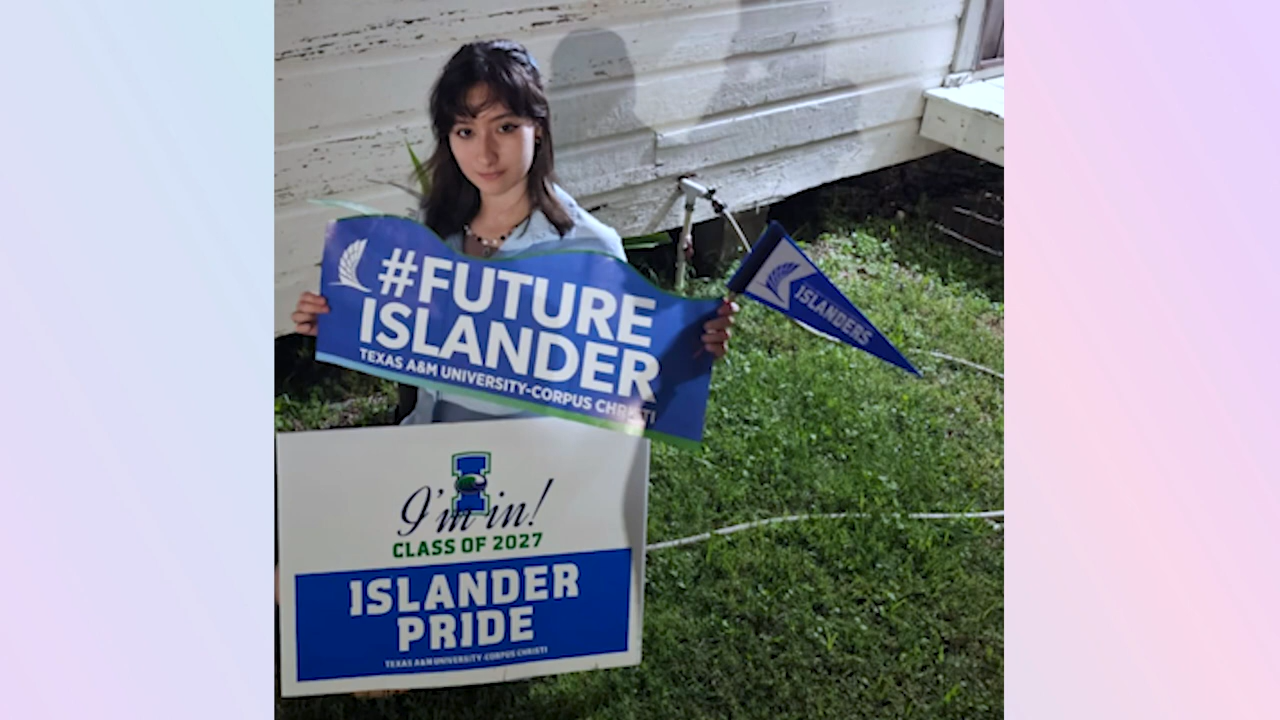 #FUTURE
ISLANDER
TEXAS A&M UNIVERSITY-CORPUS CHRISTI
ISLANDERS
I'm in!
CLASS OF 2027
ISLANDER
PRIDE
TEXAS A&M UNIVERSITY-CORPUS CHRISTI